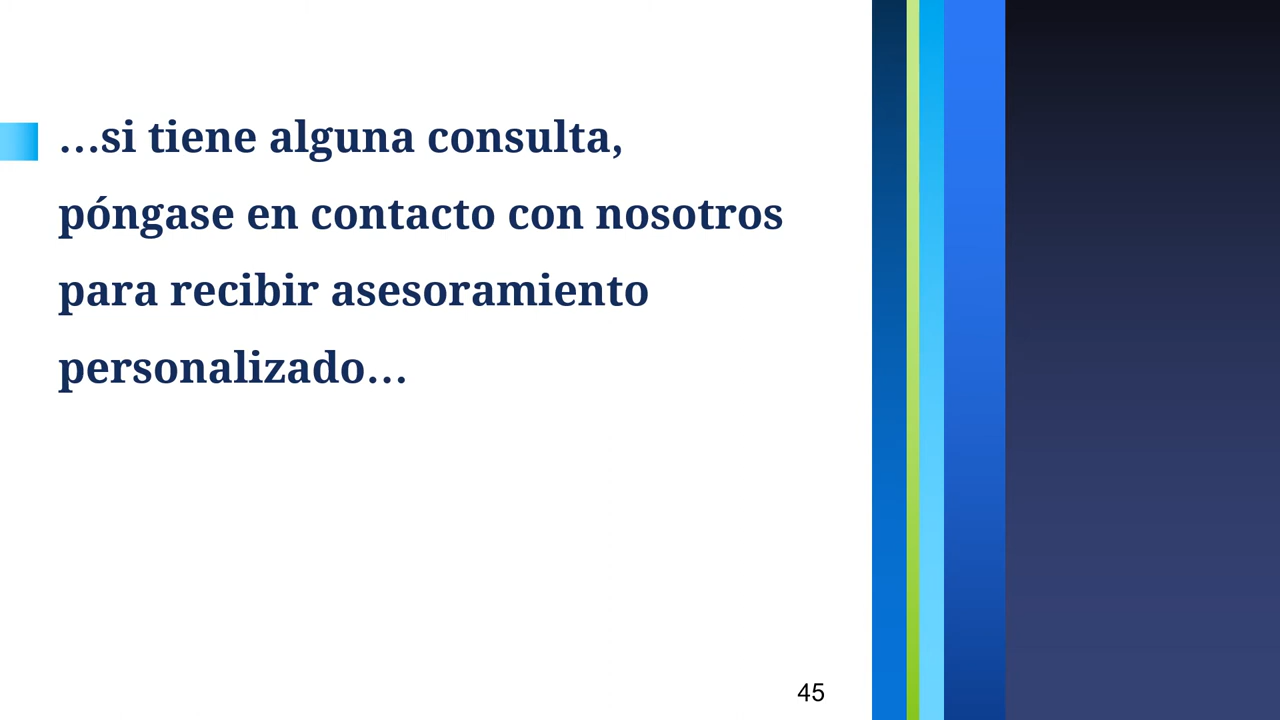 …si tiene alguna consulta,
póngase en contacto con nosotros
para recibir asesoramiento
personalizado…
45